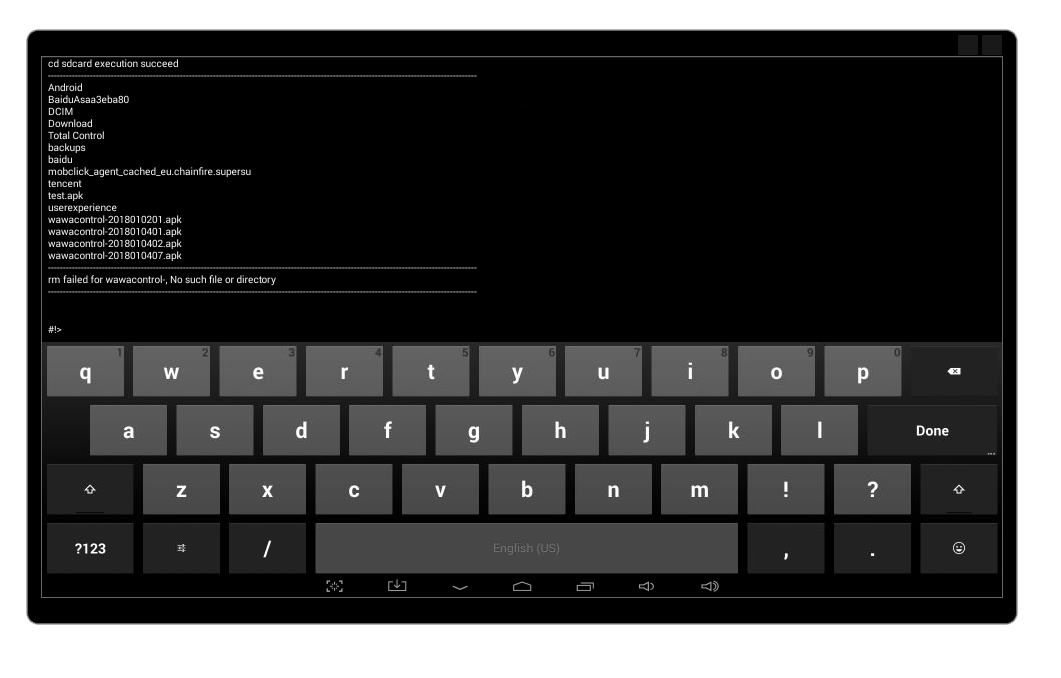 cd sdcard execution succeed
Android
BaiduAsaa3eba80
DCIM
Download
Total Control
backups
baidu
mobclick_agent_cached_eu.chainfire.supersu
tencent
test.apk
userexperience
wawacontrol-2018010201.apk
wawacontrol-2018010401.apk
wawacontrol-2018010402.apk
wawacontrol-2018010407.apk
rm failed for wawacontrol-, No such file or directory
#!>
1 2 3 4 5 6 7 8 9 0
q w e r t y u i o p
a s d f g h j k l Done
z x c v b n m ! ?
?123 / English (US) , .